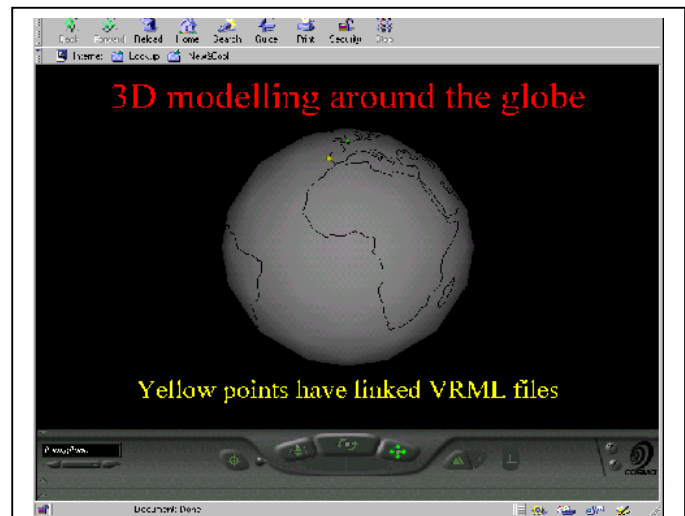 Back Forward Reload Home Search Guide Print Security Stop
Internet Lookup New&Cool
3D modelling around the globe
Yellow points have linked VRML files
COSMO
Document: Done